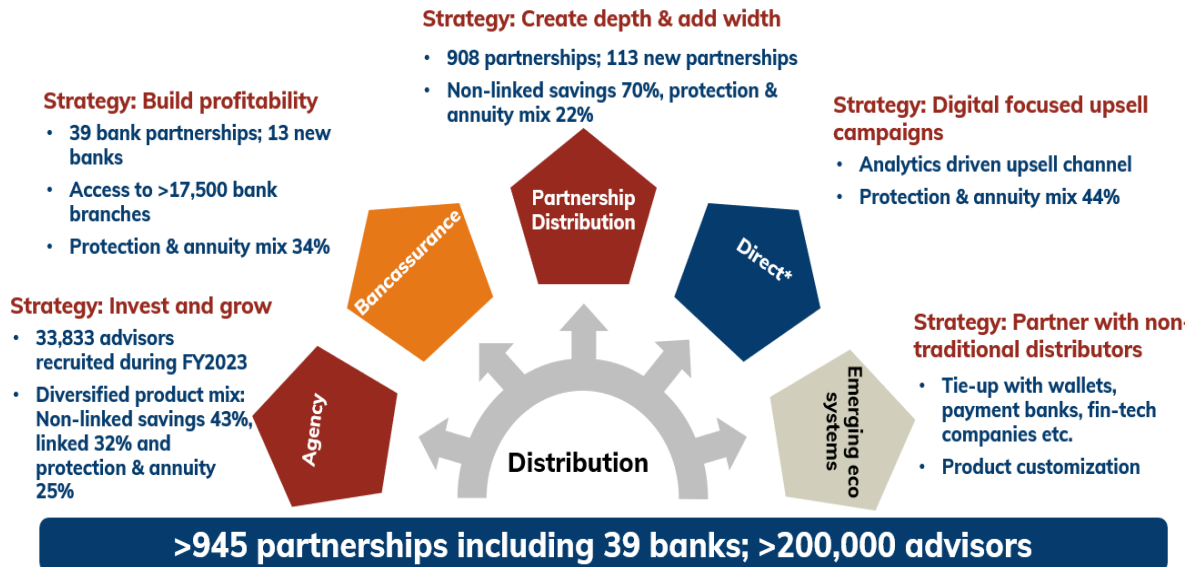 Strategy: Create depth & add width
• 908 partnerships; 113 new partnerships
• Non-linked savings 70%, protection &
annuity mix 22%
Strategy: Build profitability
• 39 bank partnerships; 13 new
banks
• Access to >17,500 bank
branches
• Protection & annuity mix 34%
Strategy: Digital focused upsell
campaigns
• Analytics driven upsell channel
• Protection & annuity mix 44%
Partnership
Distribution
Bancassurance
Direct*
Strategy: Invest and grow
• 33,833 advisors
recruited during FY2023
• Diversified product mix:
Non-linked savings 43%,
linked 32% and
protection & annuity
25%
Agency
Strategy: Partner with non-
traditional distributors
• Tie-up with wallets,
payment banks, fin-tech
companies etc.
• Product customization
Emerging eco
systems
Distribution
>945 partnerships including 39 banks; >200,000 advisors